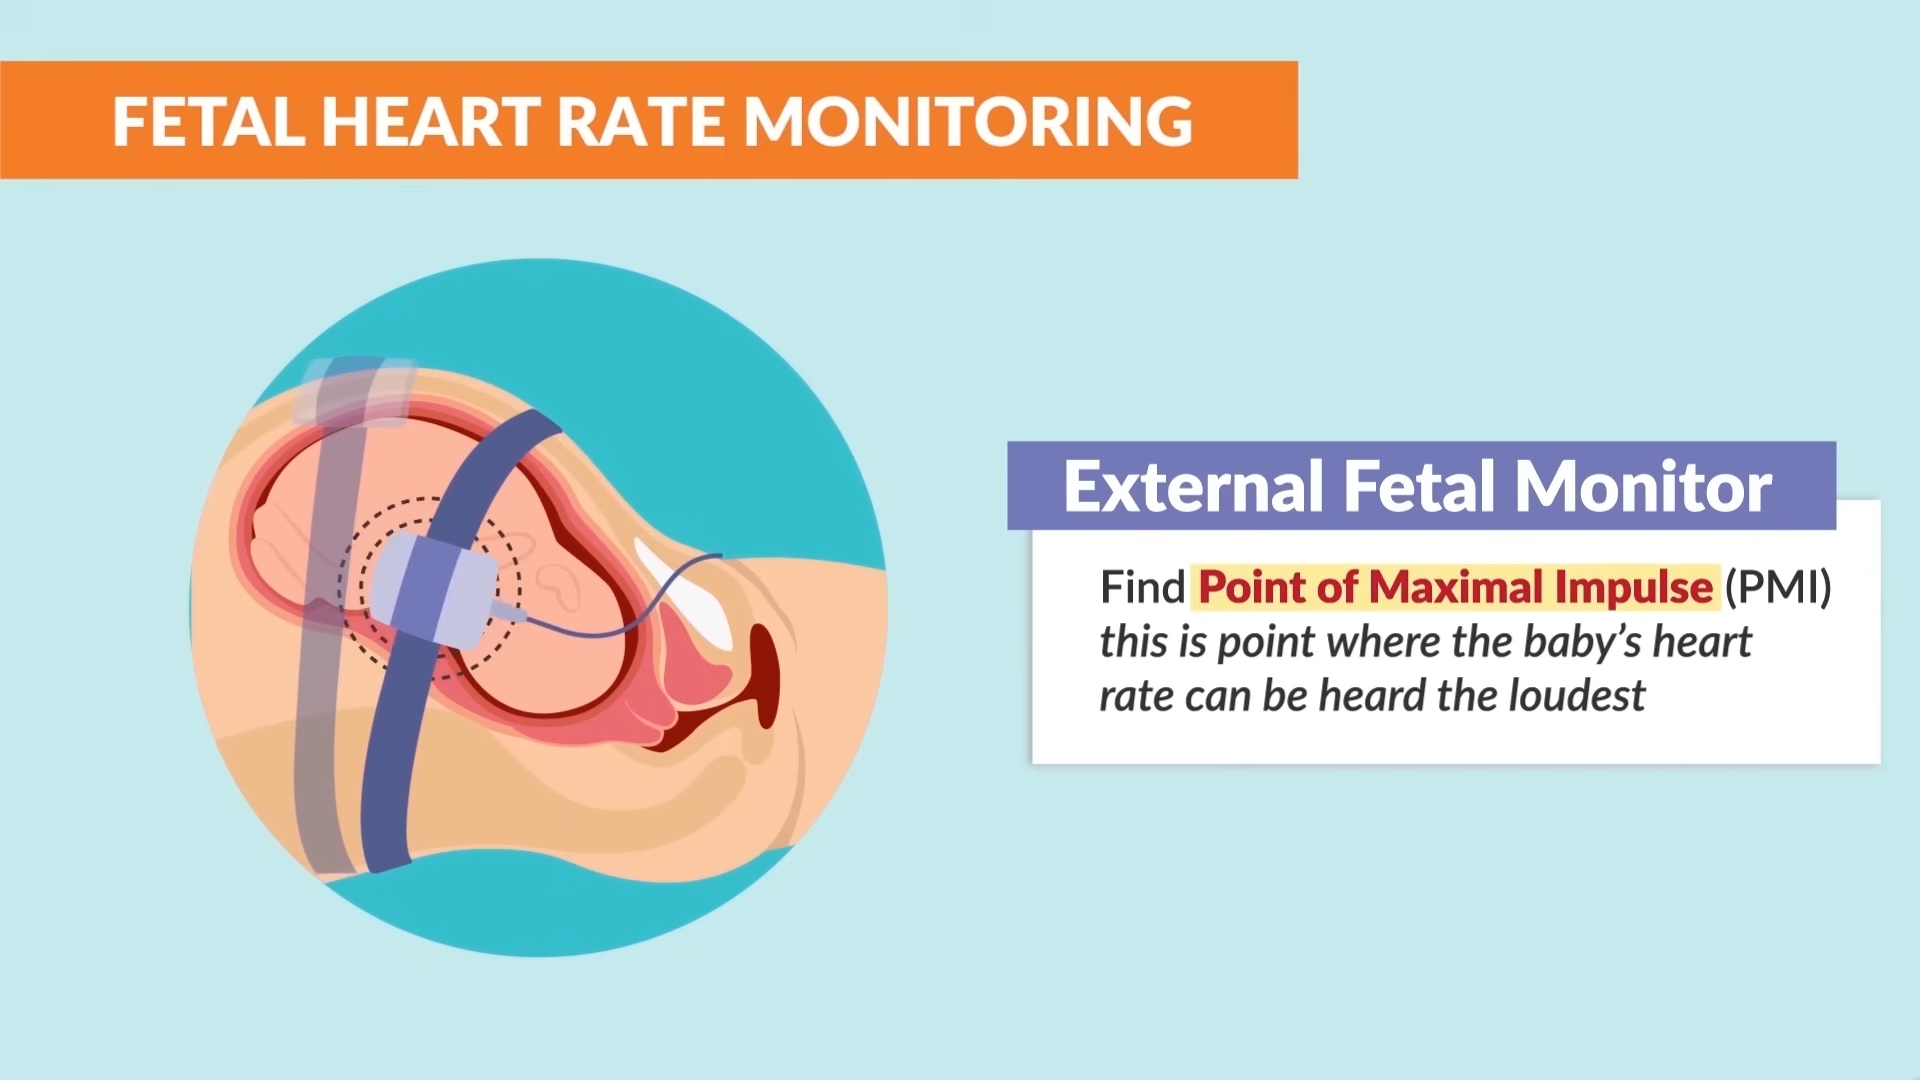 FETAL HEART RATE MONITORING
External Fetal Monitor
Find Point of Maximal Impulse (PMI)
this is point where the baby’s heart
rate can be heard the loudest